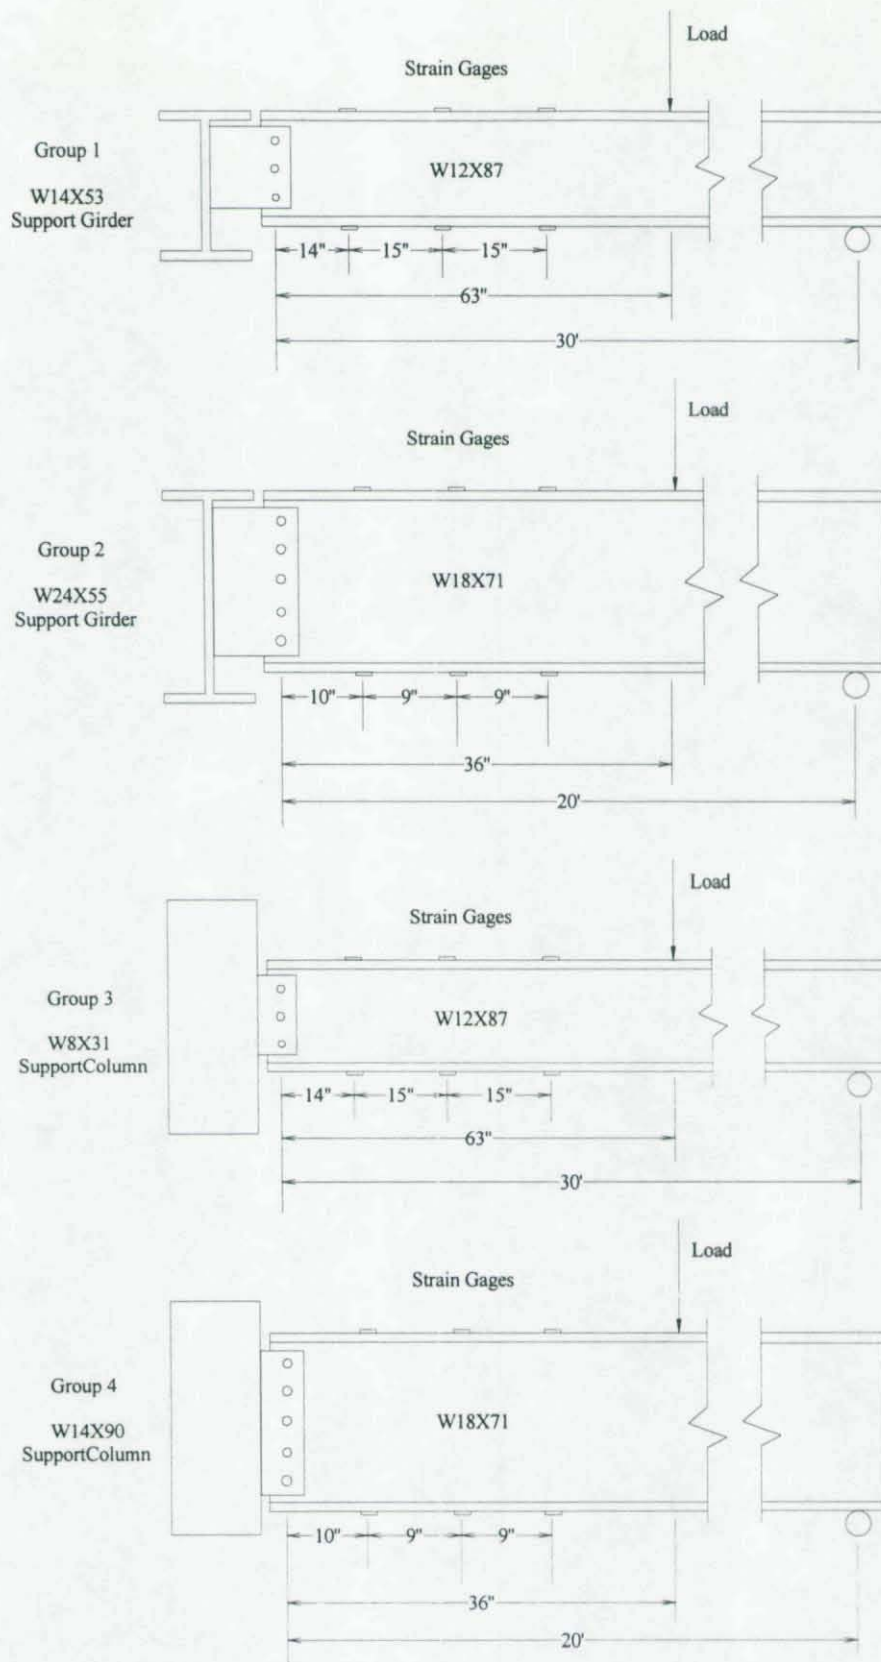 Load
Strain Gages
Group 1
W12X87
W14X53
Support Girder
14"
15"
15"
63"
30'
Load
Strain Gages
Group 2
W18X71
W24X55
Support Girder
10"
9"
9"
36"
20'
Load
Strain Gages
Group 3
W12X87
W8X31
SupportColumn
14"
15"
15"
63"
30'
Load
Strain Gages
Group 4
W18X71
W14X90
SupportColumn
10"
9"
9"
36"
20'